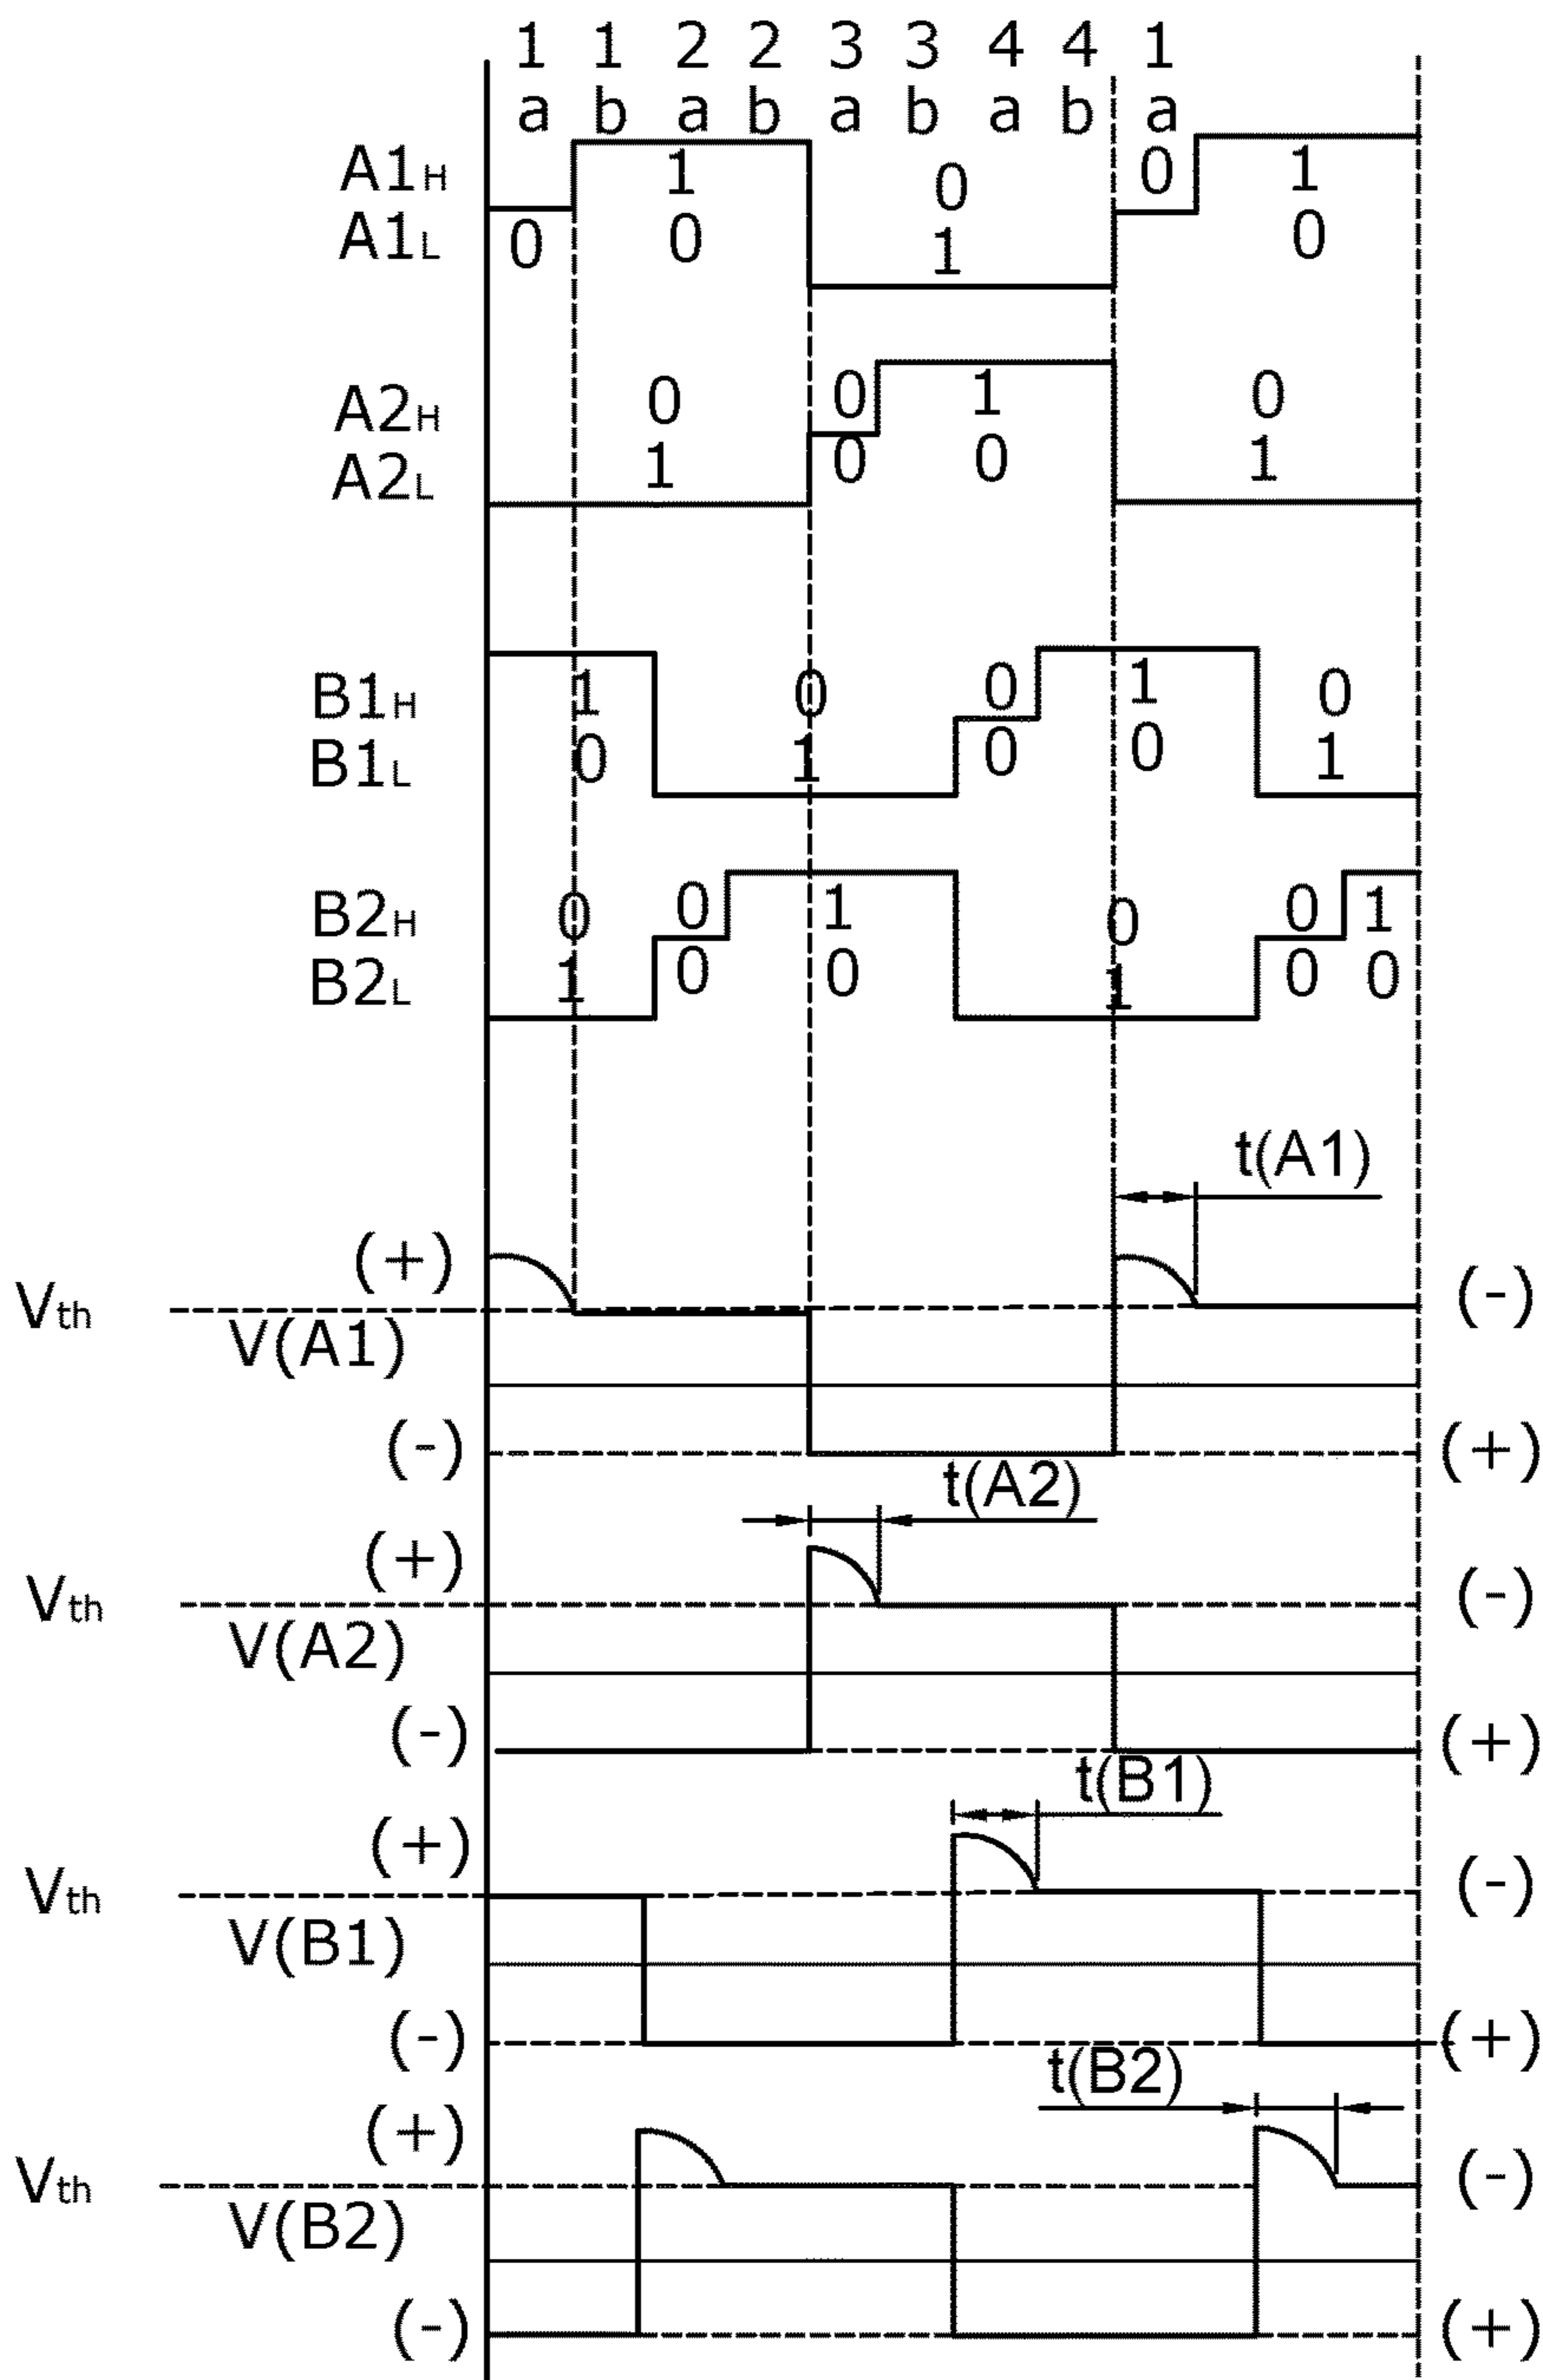 1 1 2 2 3 3 4 4 1
a b a b a b a b a
A1H 1 0 0 1
A1L 0 0 1 0
A2H 0 0 1 0
A2L 1 0 0 1
B1H 1 0 0 1 0
B1L 0 1 0 0 1
B2H 0 0 1 0 0 1
B2L 1 0 0 1 0 0
t(A1)
(+)
Vth (-)
V(A1)
(-) (+)
t(A2)
(+)
Vth (-)
V(A2)
(-) (+)
t(B1)
(+)
Vth (-)
V(B1)
(-) (+)
t(B2)
(+)
Vth (-)
V(B2)
(-) (+)